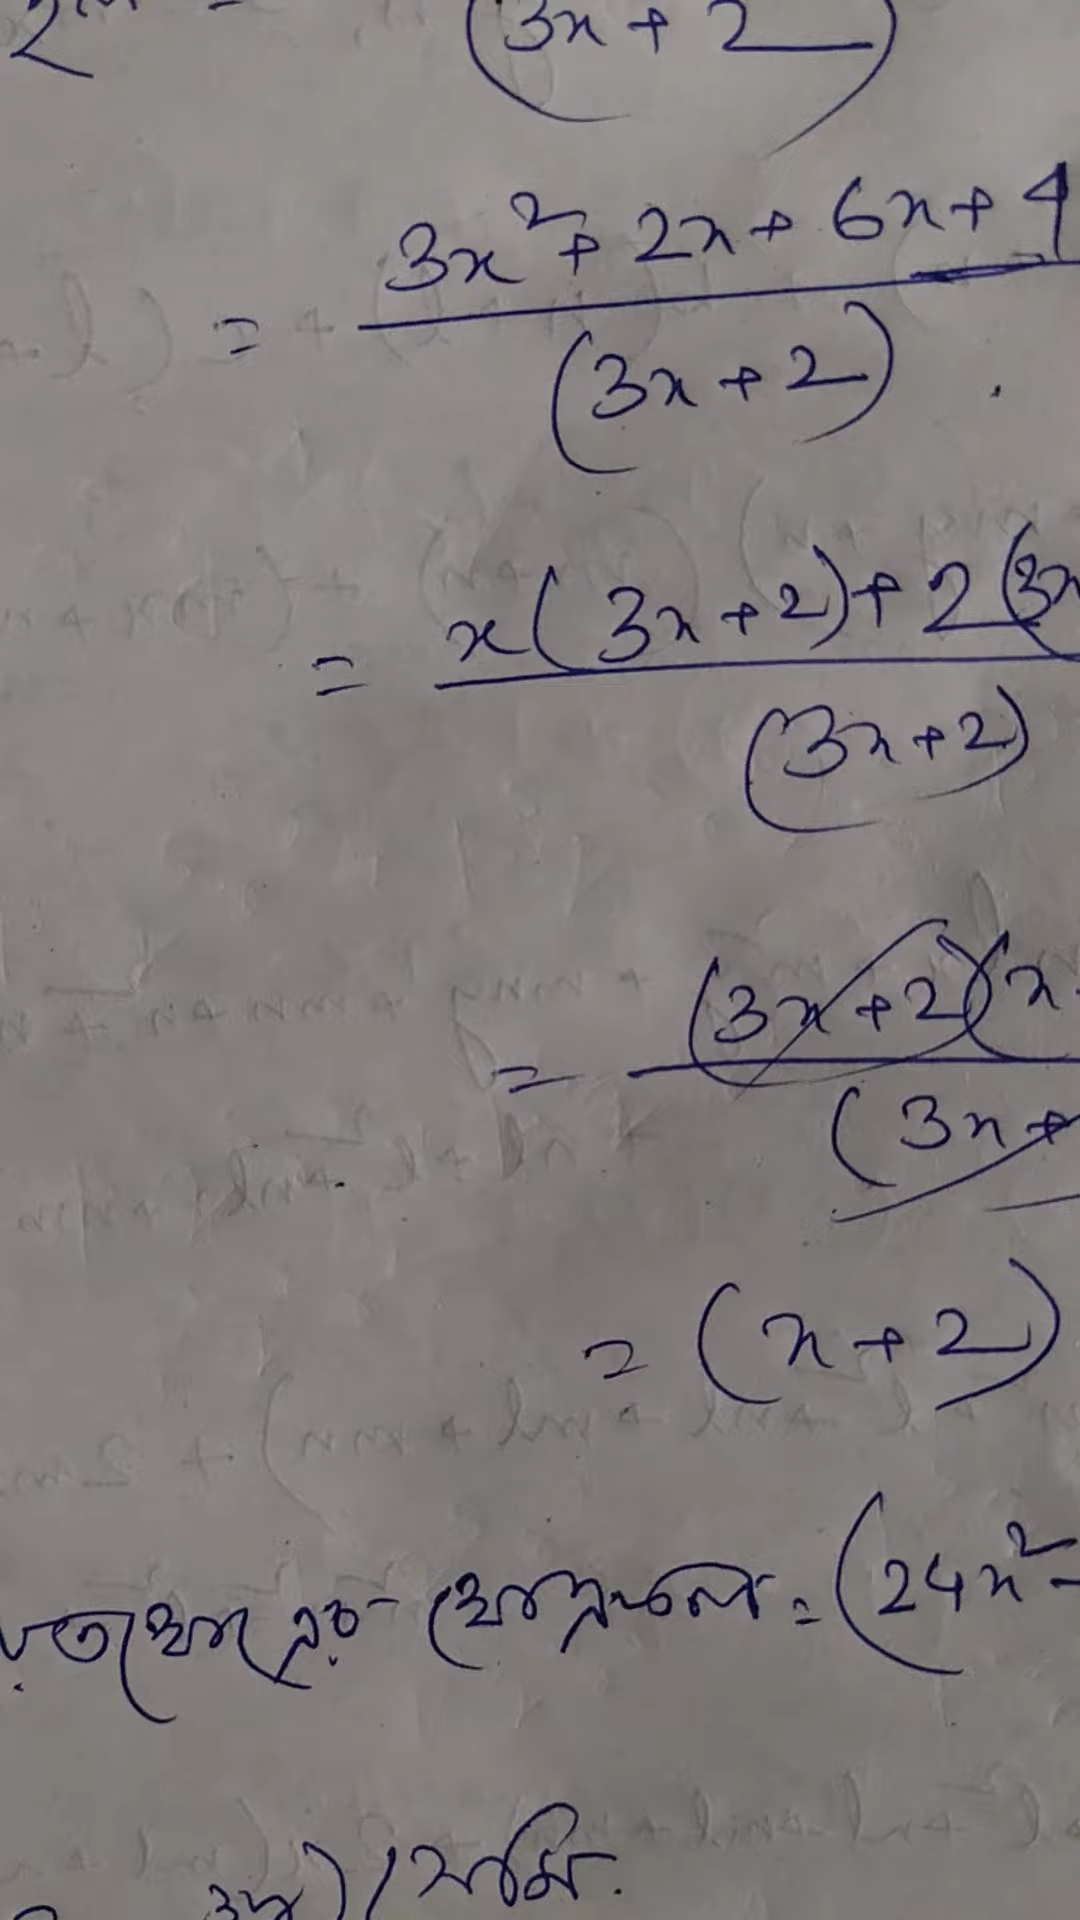 (3x + 2)
3x² + 2x + 6x + 4
=
(3x + 2)
x(3x + 2) + 2(3x
=
(3x + 2)
(3x + 2)(x
=
(3x +
= (x + 2)
ক্ষেত্রফল = (24x² -
মি.